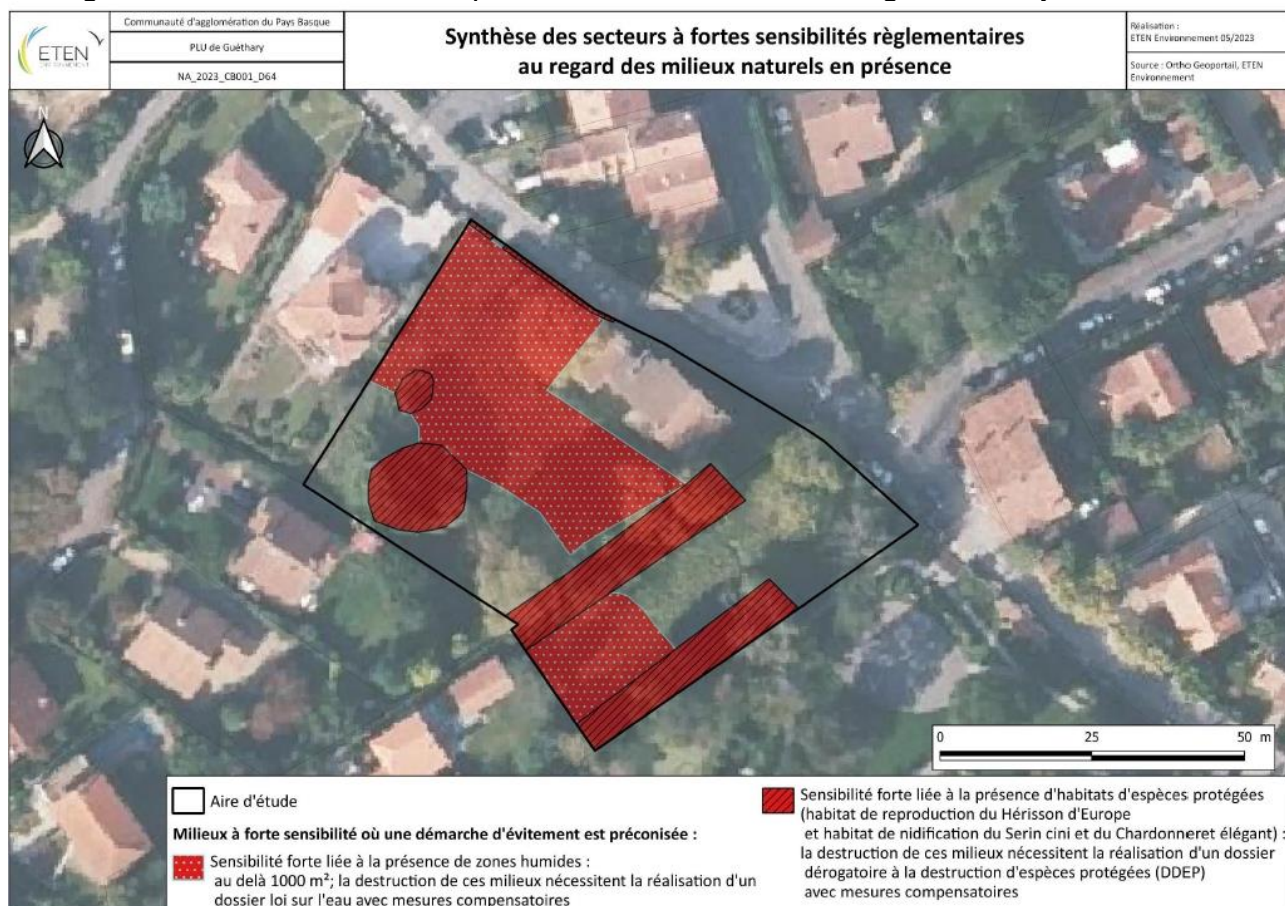 ETEN
ENVIRONNEMENT
Communauté d'agglomération du Pays Basque
PLU de Guéthary
NA_2023_CB001_D64
Synthèse des secteurs à fortes sensibilités règlementaires
au regard des milieux naturels en présence
Réalisation :
ETEN Environnement 05/2023
Source : Ortho Geoportail, ETEN
Environnement
N
0 25 50 m
Aire d'étude
Milieux à forte sensibilité où une démarche d'évitement est préconisée :
Sensibilité forte liée à la présence de zones humides :
au delà 1000 m²; la destruction de ces milieux nécessitent la réalisation d'un
dossier loi sur l'eau avec mesures compensatoires
Sensibilité forte liée à la présence d'habitats d'espèces protégées
(habitat de reproduction du Hérisson d'Europe
et habitat de nidification du Serin cini et du Chardonneret élégant) :
la destruction de ces milieux nécessitent la réalisation d'un dossier
dérogatoire à la destruction d'espèces protégées (DDEP)
avec mesures compensatoires